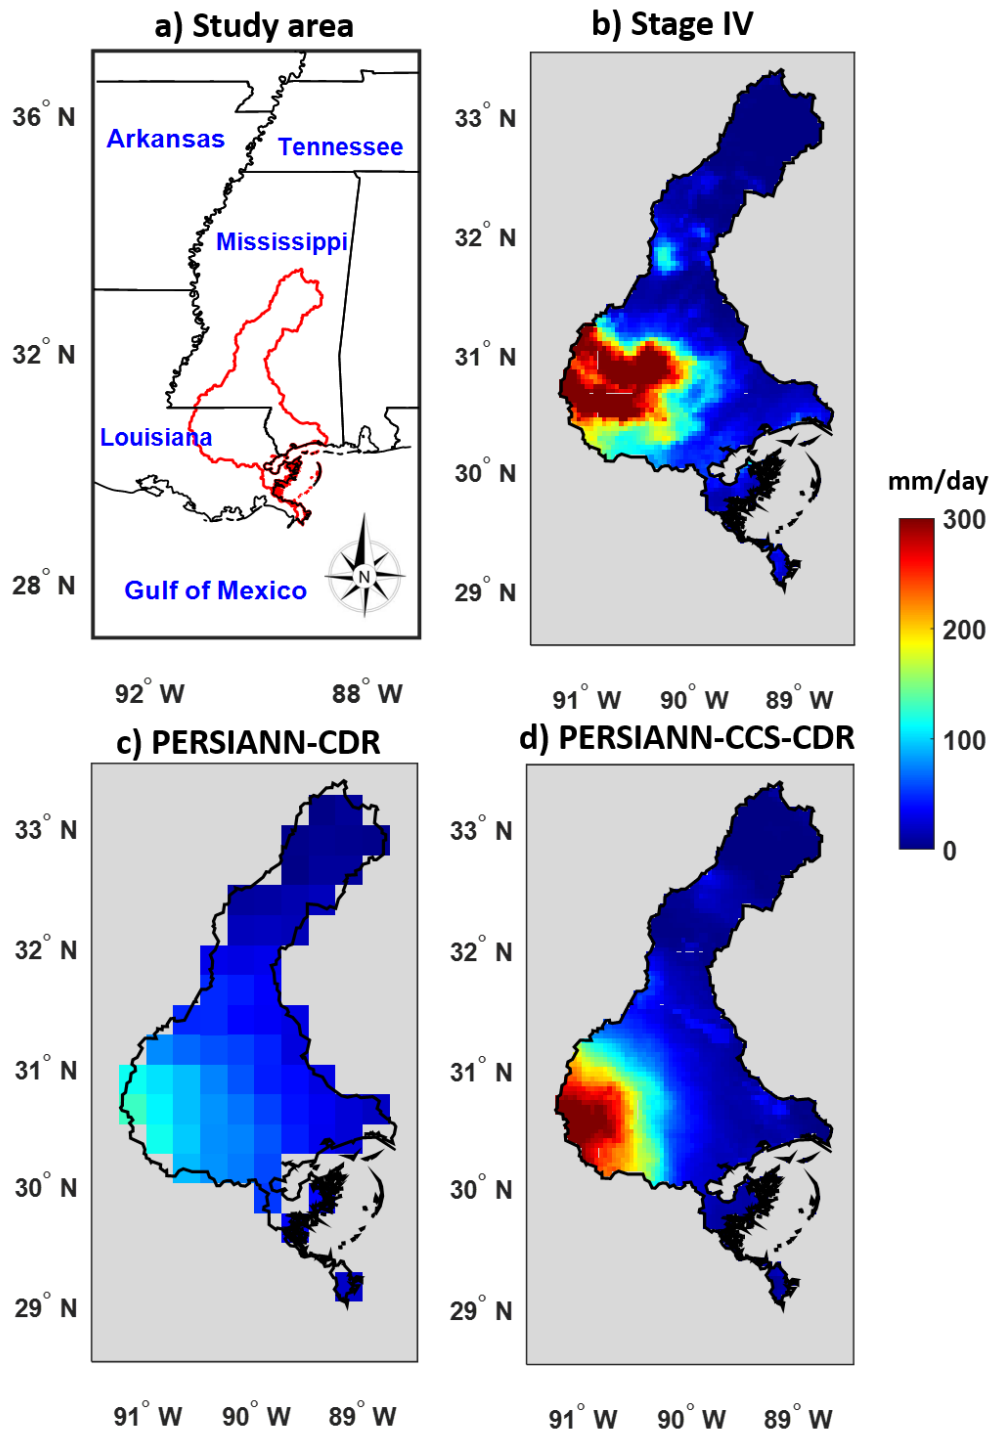 a) Study area
b) Stage IV
36° N
Arkansas
Tennessee
Mississippi
32° N
Louisiana
N
28° N
Gulf of Mexico
92° W
88° W
33° N
32° N
31° N
30° N
29° N
91° W
90° W
89° W
mm/day
300
200
100
0
c) PERSIANN-CDR
d) PERSIANN-CCS-CDR
33° N
32° N
31° N
30° N
29° N
91° W
90° W
89° W
33° N
32° N
31° N
30° N
29° N
91° W
90° W
89° W